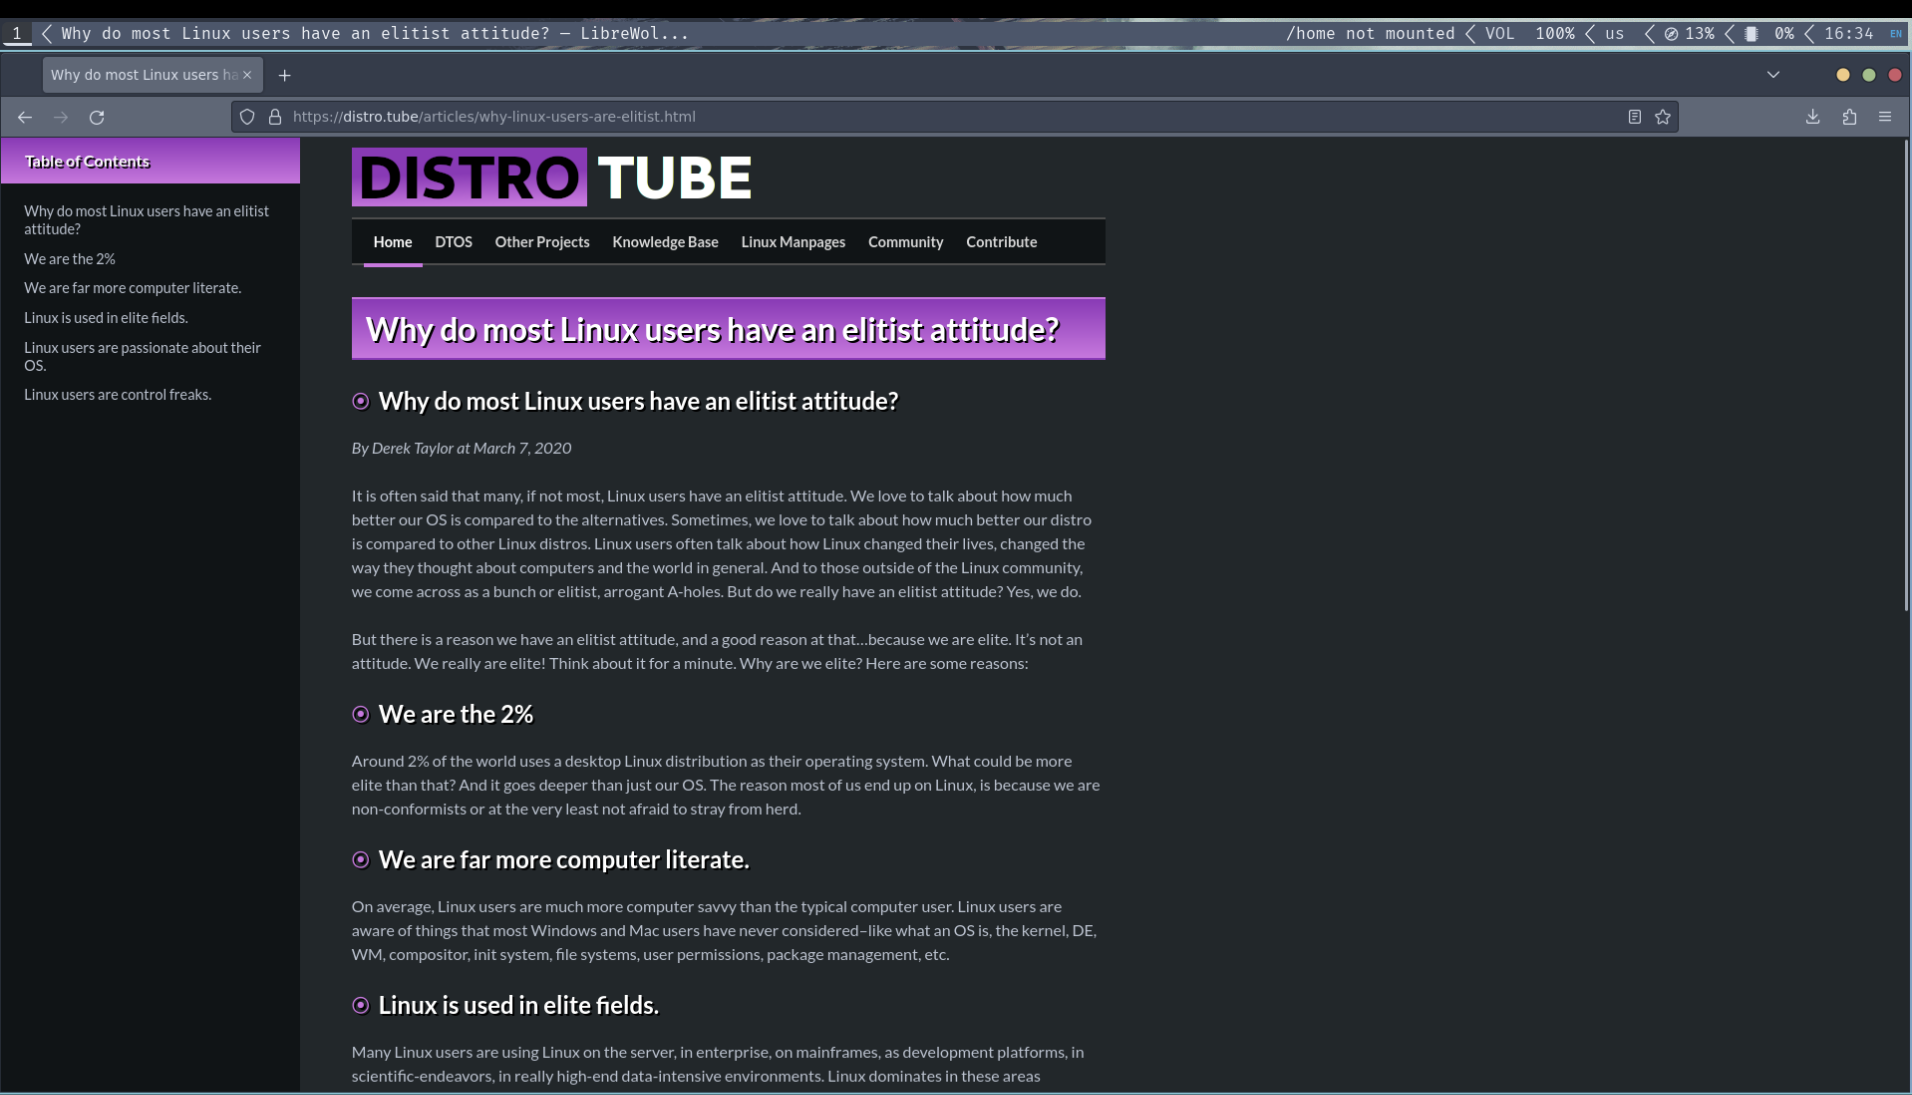 1 Why do most Linux users have an elitist attitude? — LibreWol... /home not mounted VOL 100% us 13% 0% 16:34 EN
Why do most Linux users ha
https://distro.tube/articles/why-linux-users-are-elitist.html
Table of Contents
Why do most Linux users have an elitist
attitude?
We are the 2%
We are far more computer literate.
Linux is used in elite fields.
Linux users are passionate about their
OS.
Linux users are control freaks.
DISTRO TUBE
Home DTOS Other Projects Knowledge Base Linux Manpages Community Contribute
Why do most Linux users have an elitist attitude?
Why do most Linux users have an elitist attitude?
By Derek Taylor at March 7, 2020
It is often said that many, if not most, Linux users have an elitist attitude. We love to talk about how much
better our OS is compared to the alternatives. Sometimes, we love to talk about how much better our distro
is compared to other Linux distros. Linux users often talk about how Linux changed their lives, changed the
way they thought about computers and the world in general. And to those outside of the Linux community,
we come across as a bunch or elitist, arrogant A-holes. But do we really have an elitist attitude? Yes, we do.
But there is a reason we have an elitist attitude, and a good reason at that…because we are elite. It’s not an
attitude. We really are elite! Think about it for a minute. Why are we elite? Here are some reasons:
We are the 2%
Around 2% of the world uses a desktop Linux distribution as their operating system. What could be more
elite than that? And it goes deeper than just our OS. The reason most of us end up on Linux, is because we are
non-conformists or at the very least not afraid to stray from herd.
We are far more computer literate.
On average, Linux users are much more computer savvy than the typical computer user. Linux users are
aware of things that most Windows and Mac users have never considered–like what an OS is, the kernel, DE,
WM, compositor, init system, file systems, user permissions, package management, etc.
Linux is used in elite fields.
Many Linux users are using Linux on the server, in enterprise, on mainframes, as development platforms, in
scientific-endeavors, in really high-end data-intensive environments. Linux dominates in these areas